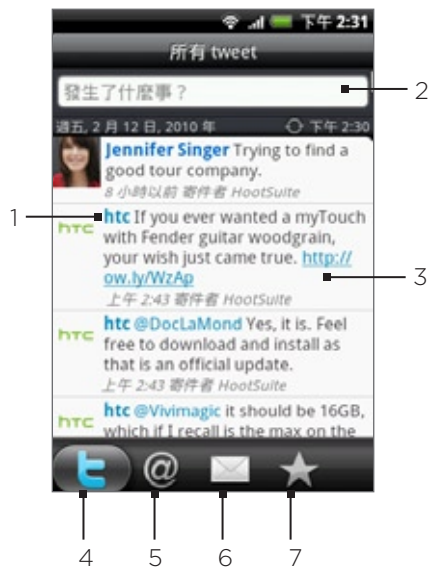 下午 2:31
所有 tweet
發生了什麼事？
2
週五, 2 月 12 日, 2010 年 下午 2:30
Jennifer Singer Trying to find a
good tour company.
8 小時以前 寄件者 HootSuite
1
htc If you ever wanted a myTouch
hTC
with Fender guitar woodgrain,
your wish just came true. http://
ow.ly/WzAp
3
上午 2:43 寄件者 HootSuite
htc @DocLaMond Yes, it is. Feel
hTC
free to download and install as
that is an official update.
上午 2:43 寄件者 HootSuite
htc @Vivimagic it should be 16GB,
hTC
which if I recall is the max on the
t @
4 5 6 7